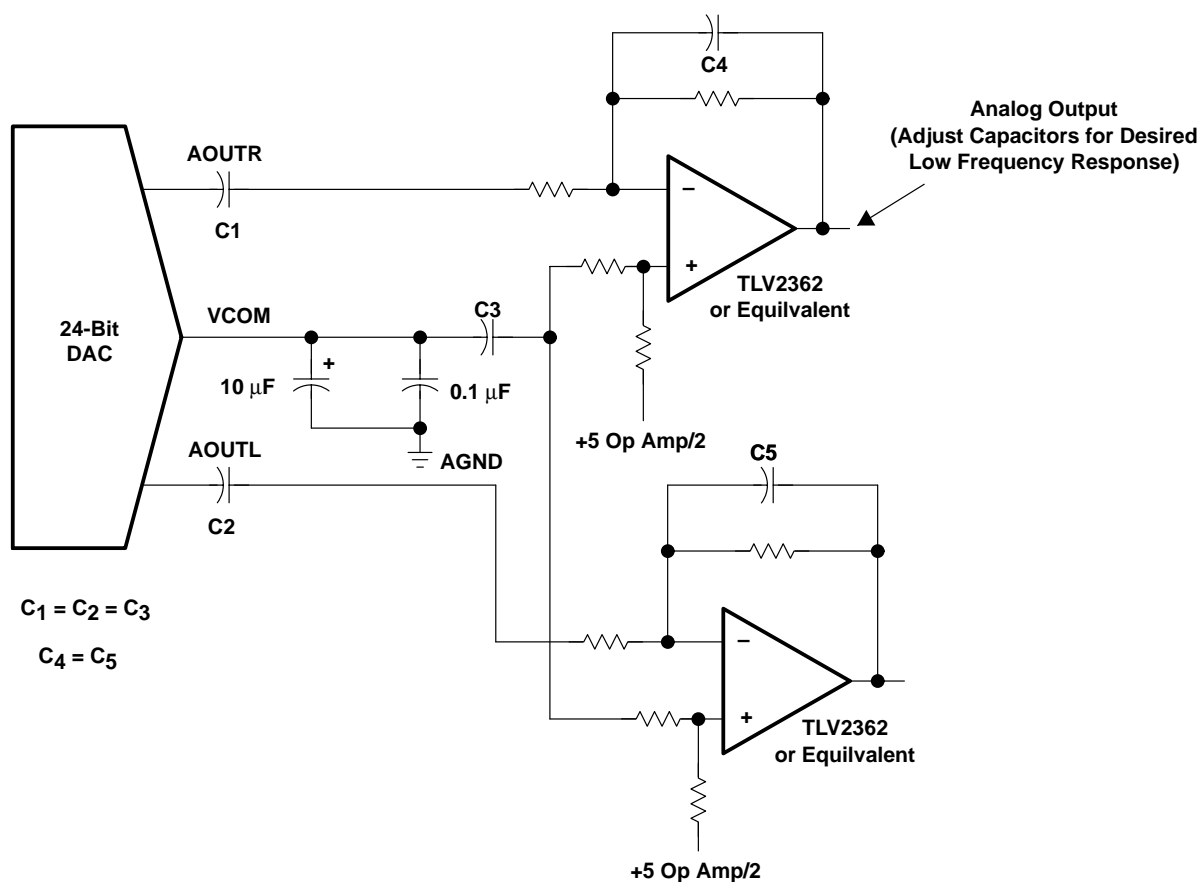 C4
Analog Output
(Adjust Capacitors for Desired
Low Frequency Response)
AOUTR
C1
−
+
TLV2362
or Equilvalent
24-Bit
DAC
VCOM
C3
+
10 μF
0.1 μF
+5 Op Amp/2
AOUTL
AGND
C2
C5
C1 = C2 = C3
C4 = C5
−
+
TLV2362
or Equilvalent
+5 Op Amp/2